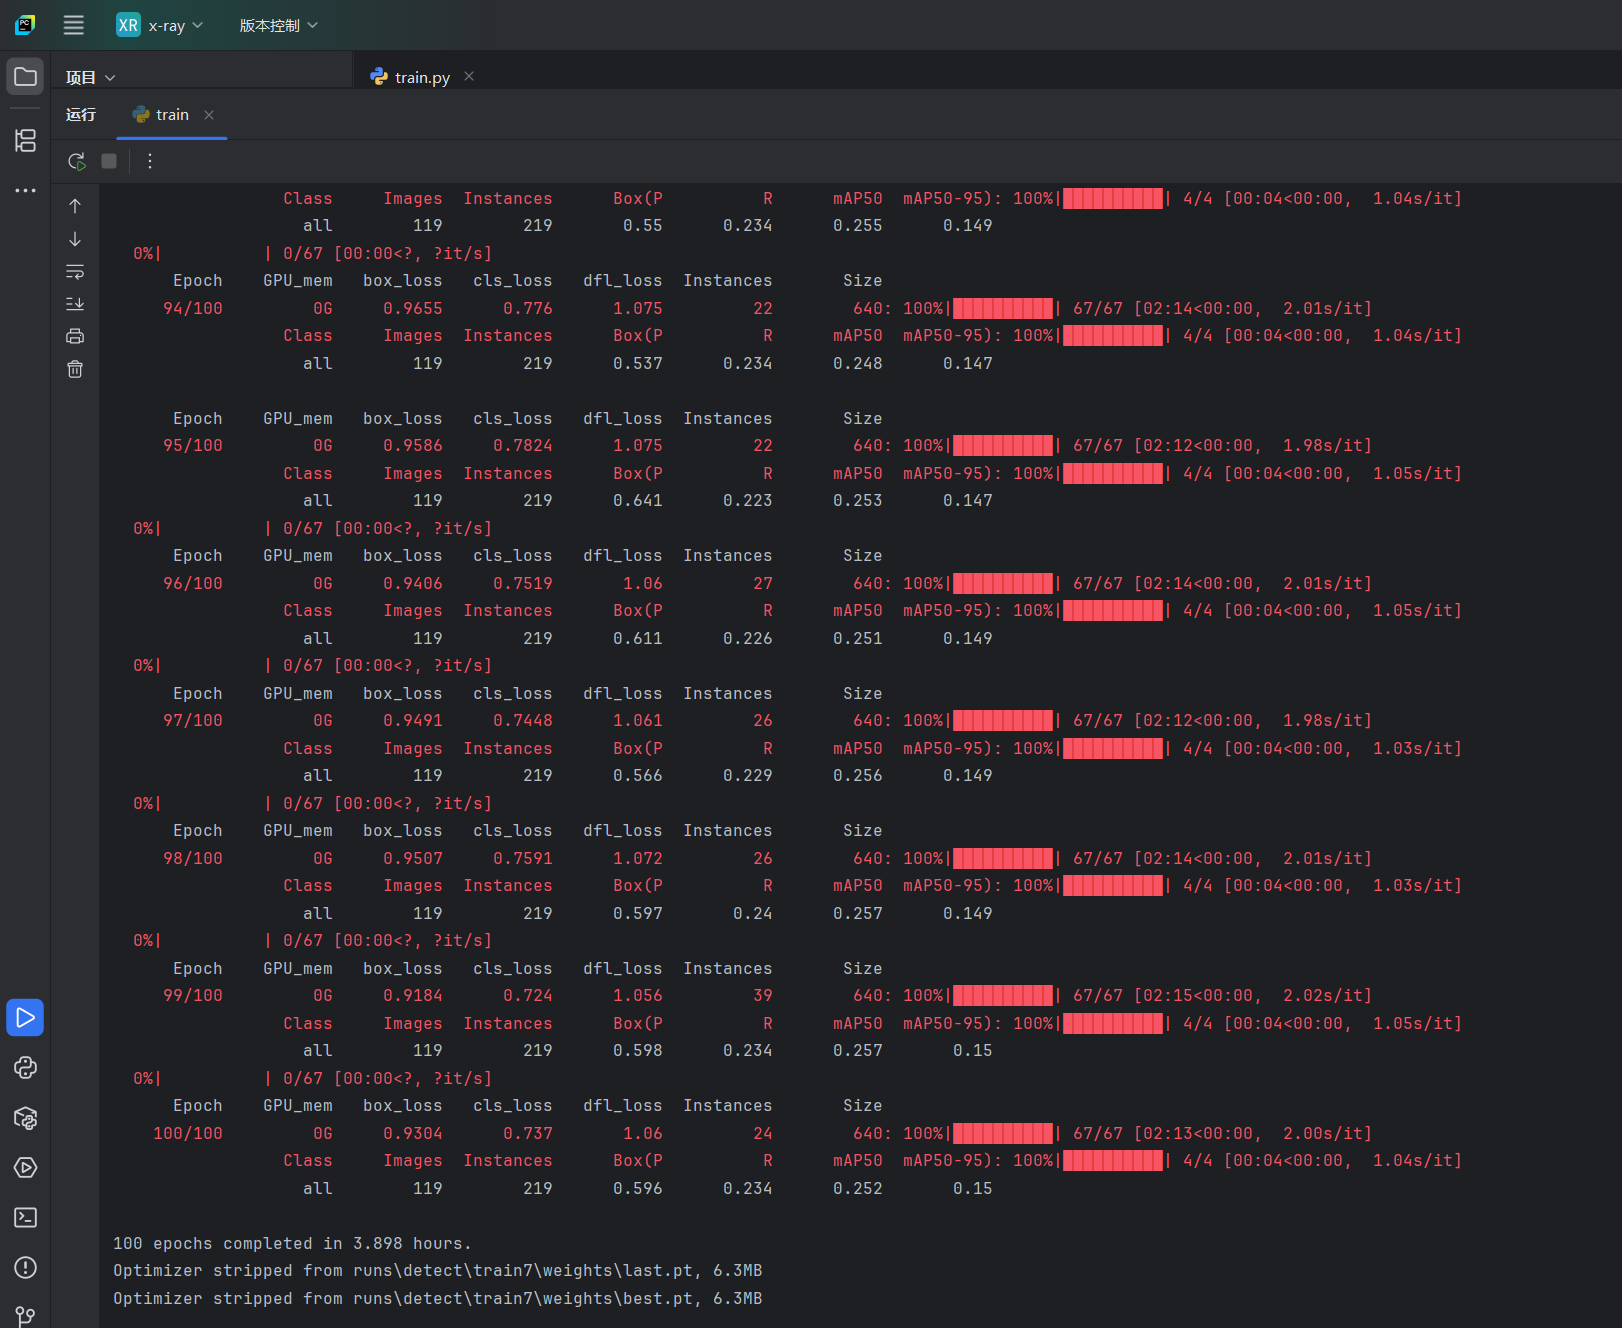 XR x-ray 版本控制
项目 train.py
运行 train
Class Images Instances Box(P R mAP50 mAP50-95): 100%|██████████| 4/4 [00:04<00:00, 1.04s/it]
all 119 219 0.55 0.234 0.255 0.149
0%| | 0/67 [00:00<?, ?it/s]
Epoch GPU_mem box_loss cls_loss dfl_loss Instances Size
94/100 0G 0.9655 0.776 1.075 22 640: 100%|██████████| 67/67 [02:14<00:00, 2.01s/it]
Class Images Instances Box(P R mAP50 mAP50-95): 100%|██████████| 4/4 [00:04<00:00, 1.04s/it]
all 119 219 0.537 0.234 0.248 0.147
Epoch GPU_mem box_loss cls_loss dfl_loss Instances Size
95/100 0G 0.9586 0.7824 1.075 22 640: 100%|██████████| 67/67 [02:12<00:00, 1.98s/it]
Class Images Instances Box(P R mAP50 mAP50-95): 100%|██████████| 4/4 [00:04<00:00, 1.05s/it]
all 119 219 0.641 0.223 0.253 0.147
0%| | 0/67 [00:00<?, ?it/s]
Epoch GPU_mem box_loss cls_loss dfl_loss Instances Size
96/100 0G 0.9406 0.7519 1.06 27 640: 100%|██████████| 67/67 [02:14<00:00, 2.01s/it]
Class Images Instances Box(P R mAP50 mAP50-95): 100%|██████████| 4/4 [00:04<00:00, 1.05s/it]
all 119 219 0.611 0.226 0.251 0.149
0%| | 0/67 [00:00<?, ?it/s]
Epoch GPU_mem box_loss cls_loss dfl_loss Instances Size
97/100 0G 0.9491 0.7448 1.061 26 640: 100%|██████████| 67/67 [02:12<00:00, 1.98s/it]
Class Images Instances Box(P R mAP50 mAP50-95): 100%|██████████| 4/4 [00:04<00:00, 1.03s/it]
all 119 219 0.566 0.229 0.256 0.149
0%| | 0/67 [00:00<?, ?it/s]
Epoch GPU_mem box_loss cls_loss dfl_loss Instances Size
98/100 0G 0.9507 0.7591 1.072 26 640: 100%|██████████| 67/67 [02:14<00:00, 2.01s/it]
Class Images Instances Box(P R mAP50 mAP50-95): 100%|██████████| 4/4 [00:04<00:00, 1.03s/it]
all 119 219 0.597 0.24 0.257 0.149
0%| | 0/67 [00:00<?, ?it/s]
Epoch GPU_mem box_loss cls_loss dfl_loss Instances Size
99/100 0G 0.9184 0.724 1.056 39 640: 100%|██████████| 67/67 [02:15<00:00, 2.02s/it]
Class Images Instances Box(P R mAP50 mAP50-95): 100%|██████████| 4/4 [00:04<00:00, 1.05s/it]
all 119 219 0.598 0.234 0.257 0.15
0%| | 0/67 [00:00<?, ?it/s]
Epoch GPU_mem box_loss cls_loss dfl_loss Instances Size
100/100 0G 0.9304 0.737 1.06 24 640: 100%|██████████| 67/67 [02:13<00:00, 2.00s/it]
Class Images Instances Box(P R mAP50 mAP50-95): 100%|██████████| 4/4 [00:04<00:00, 1.04s/it]
all 119 219 0.596 0.234 0.252 0.15
100 epochs completed in 3.898 hours.
Optimizer stripped from runs\detect\train7\weights\last.pt, 6.3MB
Optimizer stripped from runs\detect\train7\weights\best.pt, 6.3MB